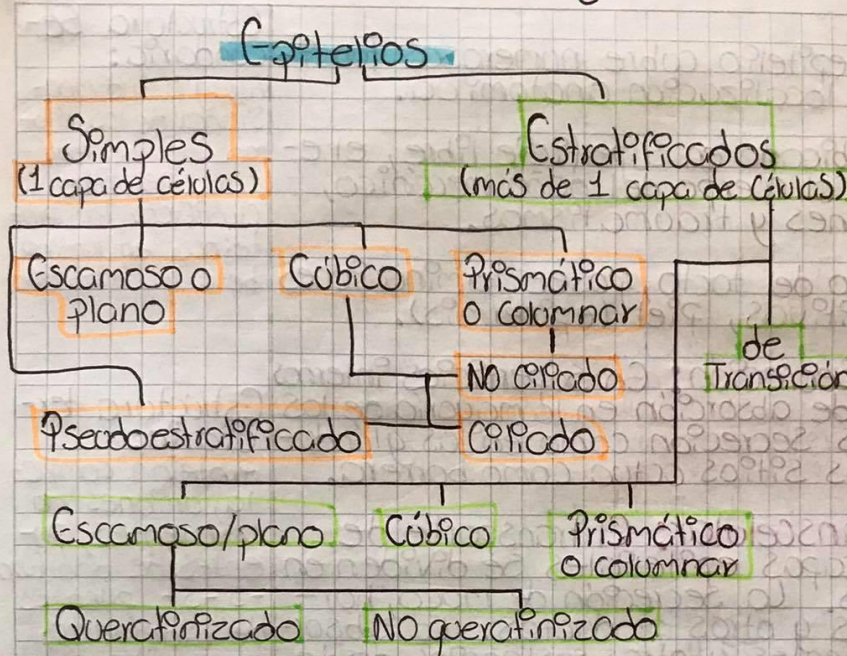 Epitelios
Simples
(1 capa de células)
Estratificados
(más de 1 capa de células)
Escamoso o
plano
Cúbico
Prismático
o columnar
NO ciliado
Ciliado
Pseudoestratificado
de
Transición
Escamoso/plano
Cúbico
Prismático
o columnar
Queratinizado
NO queratinizado